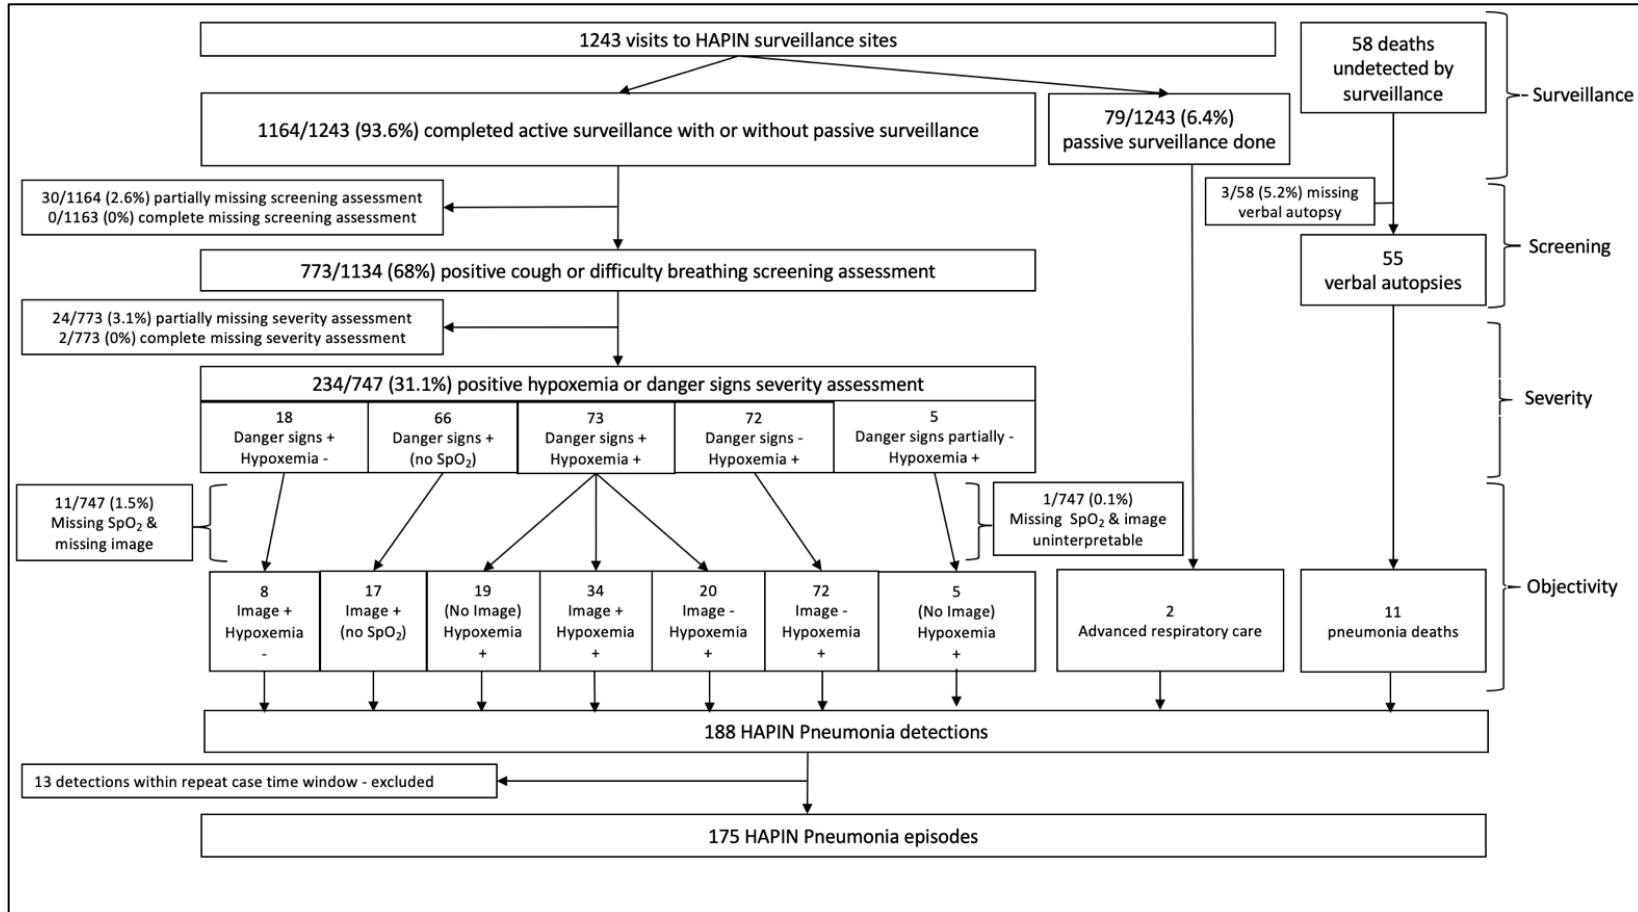 1243 visits to HAPIN surveillance sites
58 deaths
undetected by
surveillance
- Surveillance
1164/1243 (93.6%) completed active surveillance with or without passive surveillance
79/1243 (6.4%)
passive surveillance done
30/1164 (2.6%) partially missing screening assessment
0/1163 (0%) complete missing screening assessment
3/58 (5.2%) missing
verbal autopsy
Screening
773/1134 (68%) positive cough or difficulty breathing screening assessment
55
verbal autopsies
24/773 (3.1%) partially missing severity assessment
2/773 (0%) complete missing severity assessment
234/747 (31.1%) positive hypoxemia or danger signs severity assessment
Severity
18
Danger signs +
Hypoxemia -
66
Danger signs +
(no SpO₂)
73
Danger signs +
Hypoxemia +
72
Danger signs -
Hypoxemia +
5
Danger signs partially -
Hypoxemia +
11/747 (1.5%)
Missing SpO₂ &
missing image
1/747 (0.1%)
Missing SpO₂ & image
uninterpretable
Objectivity
8
Image +
Hypoxemia
-
17
Image +
(no SpO₂)
19
(No Image)
Hypoxemia
+
34
Image +
Hypoxemia
+
20
Image -
Hypoxemia
+
72
Image -
Hypoxemia
+
5
(No Image)
Hypoxemia
+
2
Advanced respiratory care
11
pneumonia deaths
188 HAPIN Pneumonia detections
13 detections within repeat case time window - excluded
175 HAPIN Pneumonia episodes